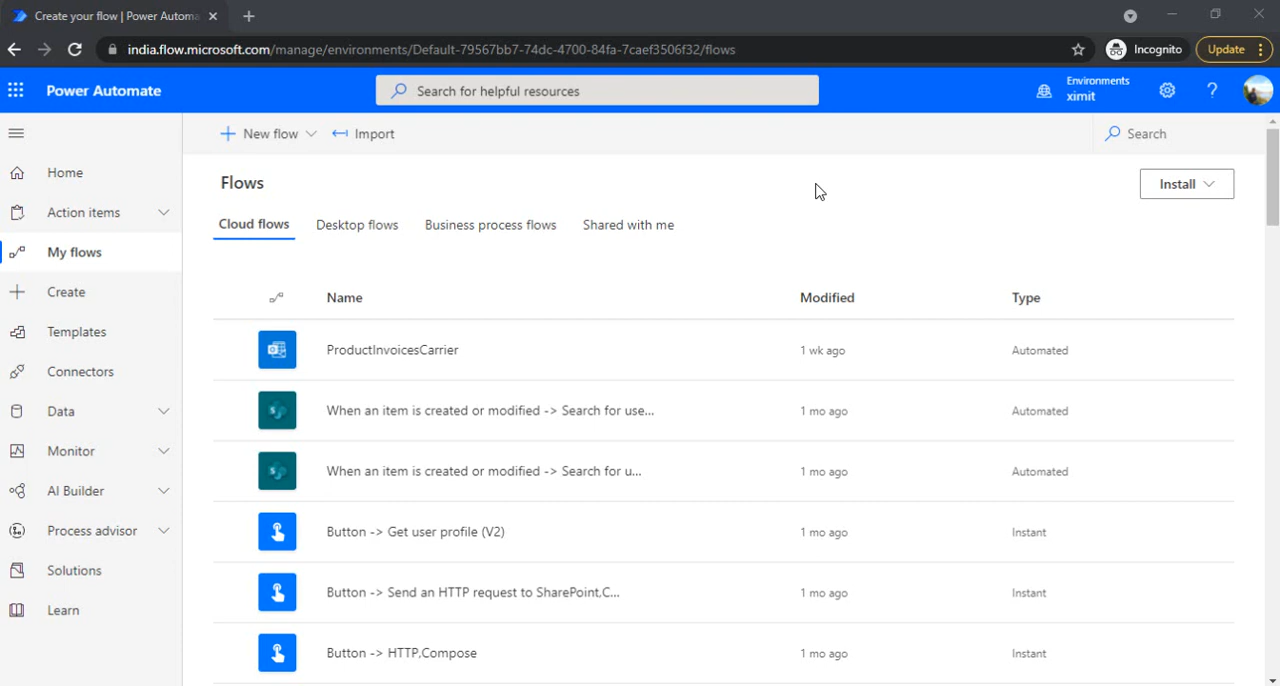 Create your flow | Power Automa
india.flow.microsoft.com/manage/environments/Default-79567bb7-74dc-4700-84fa-7caef3506f32/flows
Incognito
Update
Power Automate
Search for helpful resources
Environments
ximit
New flow
Import
Search
Home
Action items
My flows
Create
Templates
Connectors
Data
Monitor
AI Builder
Process advisor
Solutions
Learn
Flows
Install
Cloud flows Desktop flows Business process flows Shared with me
Name Modified Type
ProductInvoicesCarrier 1 wk ago Automated
When an item is created or modified -> Search for use... 1 mo ago Automated
When an item is created or modified -> Search for u... 1 mo ago Automated
Button -> Get user profile (V2) 1 mo ago Instant
Button -> Send an HTTP request to SharePoint,C... 1 mo ago Instant
Button -> HTTP,Compose 1 mo ago Instant